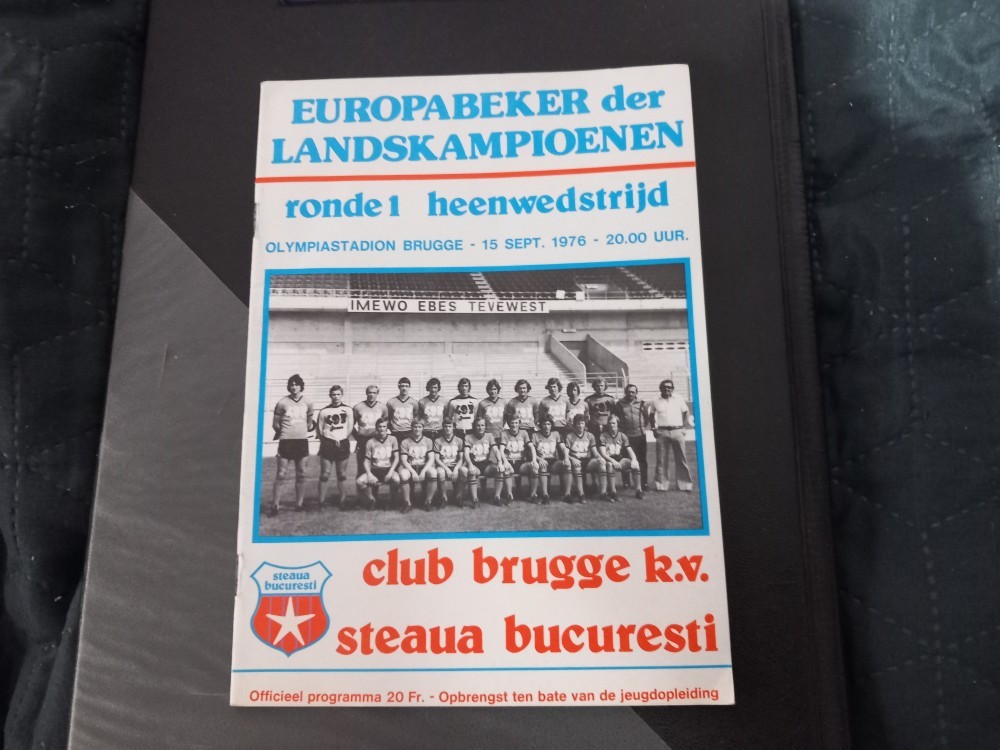 EUROPABEKER der
LANDSKAMPIOENEN
ronde 1 heenwedstrijd
OLYMPIASTADION BRUGGE - 15 SEPT. 1976 - 20.00 UUR.
IMEWO EBES TEVEWEST
club brugge k.v.
steaua
bucuresti
steaua bucuresti
Officieel programma 20 Fr. - Opbrengst ten bate van de jeugdopleiding